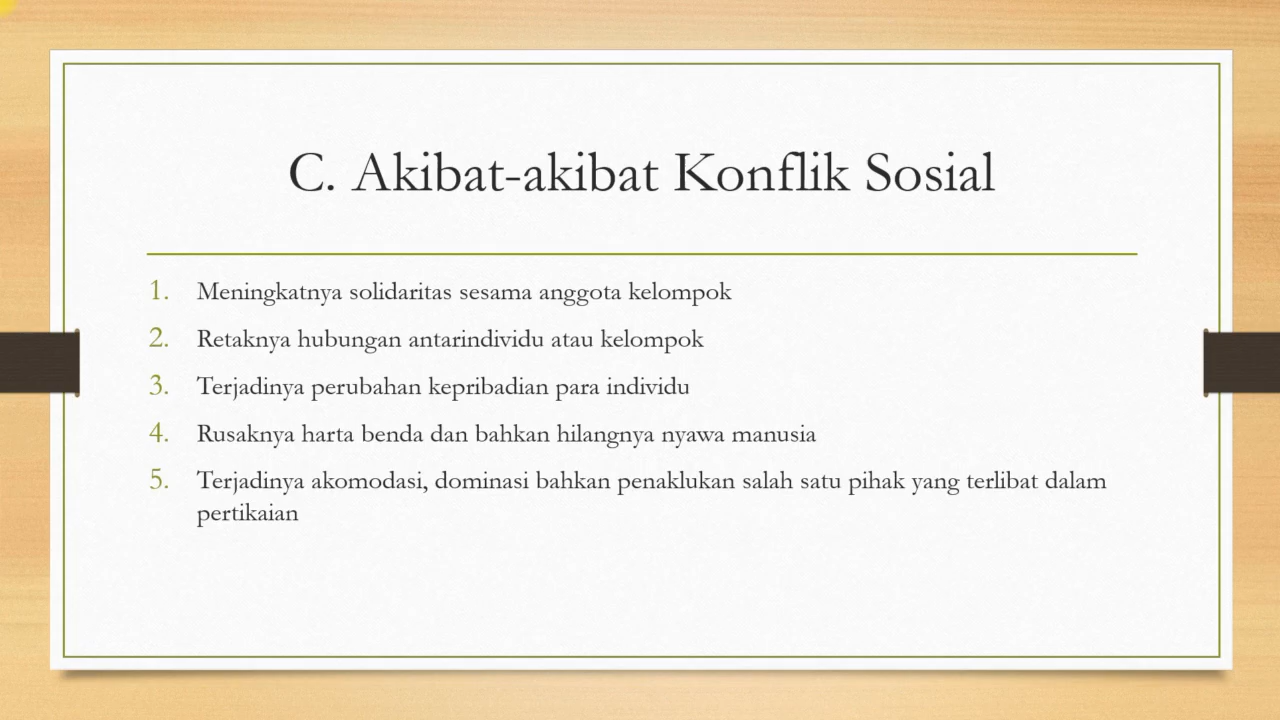 C. Akibat-akibat Konflik Sosial
1. Meningkatnya solidaritas sesama anggota kelompok
2. Retaknya hubungan antarindividu atau kelompok
3. Terjadinya perubahan kepribadian para individu
4. Rusaknya harta benda dan bahkan hilangnya nyawa manusia
5. Terjadinya akomodasi, dominasi bahkan penaklukan salah satu pihak yang terlibat dalam
pertikaian